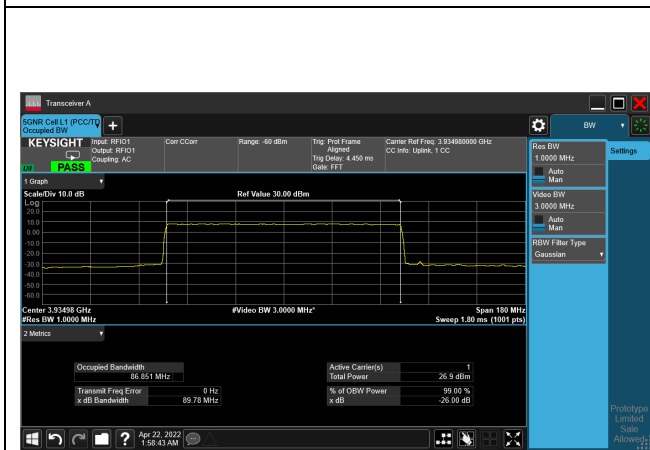 Transceiver A
5GNR Cell L1 (PCC/TD
Occupied BW
+
BW
KEYSIGHT
Input: RFIO1
Output: RFIO1
Coupling: AC
Corr CCorr
Range: -60 dBm
Trig: Prot Frame
Aligned
Trig Delay: 4.450 ms
Gate: FFT
Carrier Ref Freq: 3.934980000 GHz
CC Info: Uplink, 1 CC
PASS
Res BW
1.0000 MHz
Auto
Man
Settings
Video BW
3.0000 MHz
Auto
Man
RBW Filter Type
Gaussian
1 Graph
Scale/Div 10.0 dB
Ref Value 30.00 dBm
Log
20.0
10.0
0.00
-10.0
-20.0
-30.0
-40.0
-50.0
-60.0
Center 3.93498 GHz
#Video BW 3.0000 MHz*
Span 180 MHz
#Res BW 1.0000 MHz
Sweep 1.80 ms (1001 pts)
2 Metrics
Occupied Bandwidth
86.851 MHz
Active Carrier(s) 1
Total Power 26.9 dBm
Transmit Freq Error 0 Hz
x dB Bandwidth 89.78 MHz
% of OBW Power 99.00 %
x dB -26.00 dB
Prototype
Limited
Sale
Allowed
?
Apr 22, 2022
1:58:43 AM